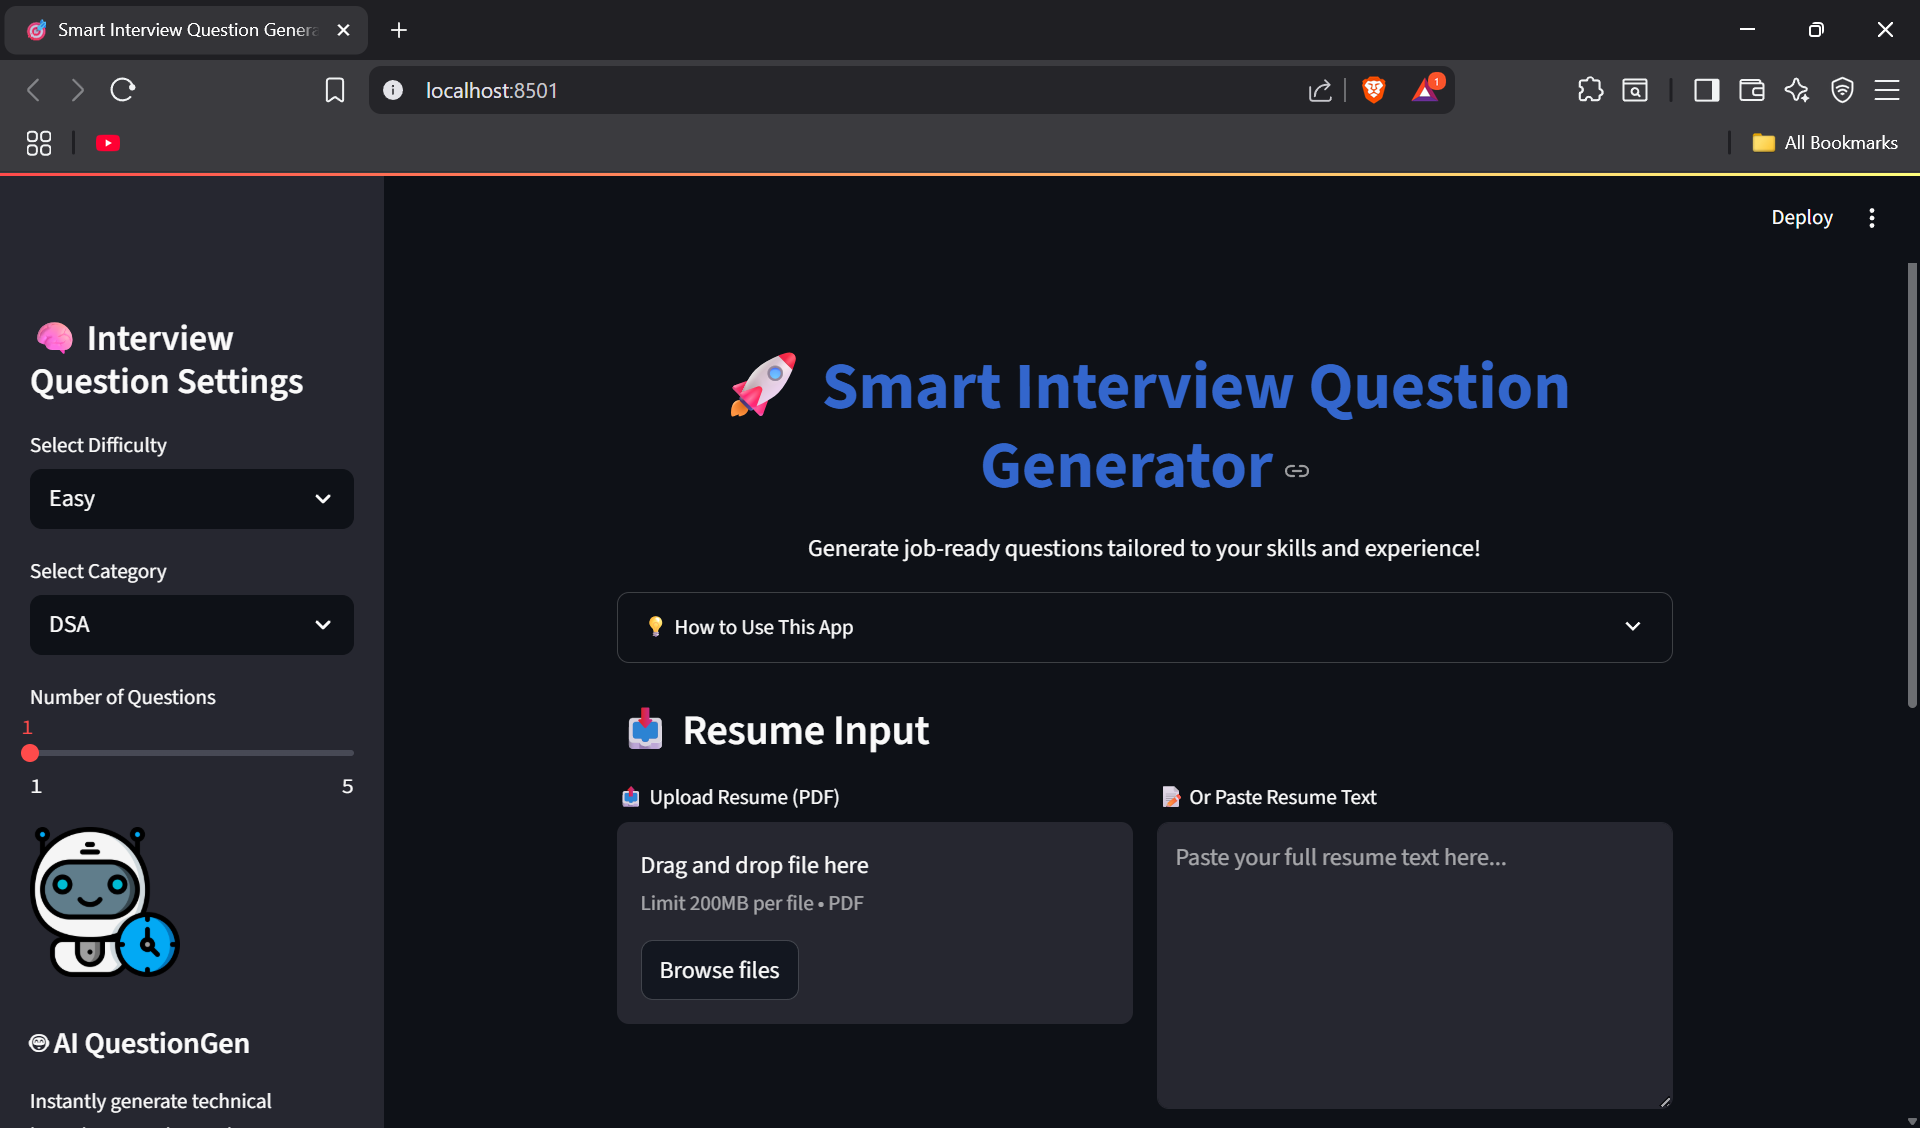 Smart Interview Question Genera
localhost:8501
1
All Bookmarks
Deploy
Interview
Question Settings
Select Difficulty
Easy
Select Category
DSA
Number of Questions
1
1
5
AI QuestionGen
Instantly generate technical
Smart Interview Question
Generator
Generate job-ready questions tailored to your skills and experience!
How to Use This App
Resume Input
Upload Resume (PDF)
Drag and drop file here
Limit 200MB per file • PDF
Browse files
Or Paste Resume Text
Paste your full resume text here...